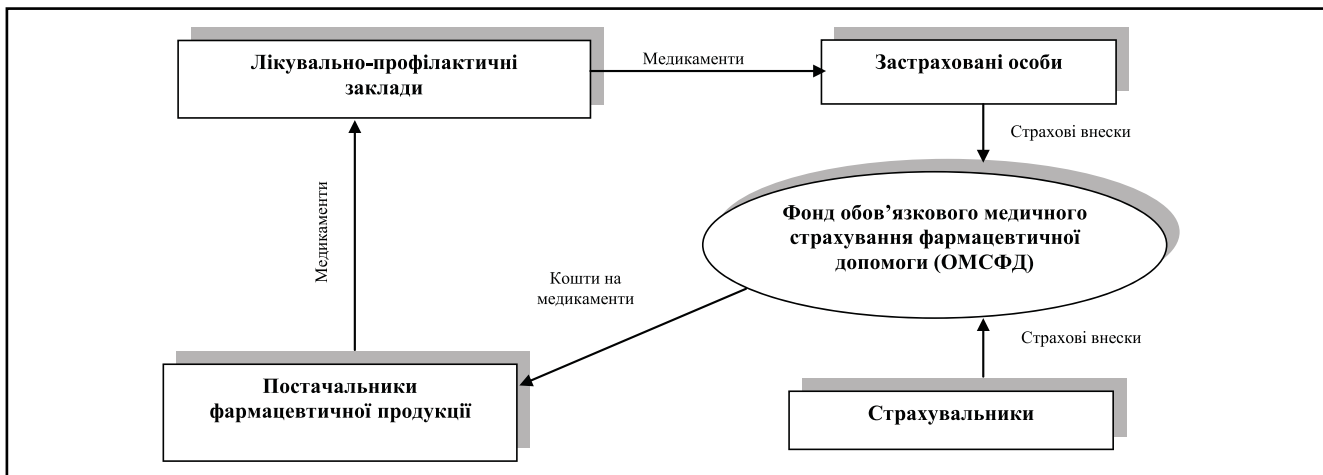 Лікувально-профілактичні
заклади
Медикаменти
Застраховані особи
Страхові внески
Фонд обов’язкового медичного
страхування фармацевтичної
допомоги (ОМСФД)
Медикаменти
Кошти на
медикаменти
Страхові внески
Постачальники
фармацевтичної продукції
Страхувальники